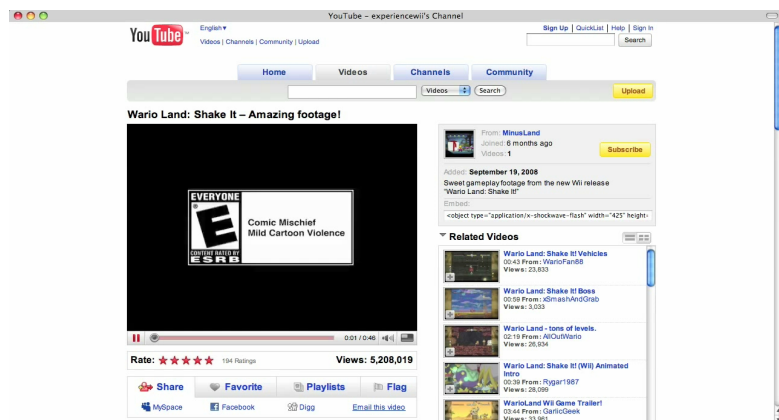 YouTube – experiencewii's Channel
YouTube
English
Sign Up | QuickList | Help | Sign In
Videos | Channels | Community | Upload
Search
Home
Videos
Channels
Community
Videos
Search
Upload
Wario Land: Shake It – Amazing footage!
EVERYONE
E
CONTENT RATED BY
ESRB
Comic Mischief
Mild Cartoon Violence
0:01 / 0:46
Rate:
194 Ratings
Views: 5,208,019
Share
Favorite
Playlists
Flag
MySpace
Facebook
Digg
Email this video
From: MinusLand
Joined: 6 months ago
Videos: 1
Subscribe
Added: September 19, 2008
Sweet gameplay footage from the new Wii release
"Wario Land: Shake It!"
Embed:
<object type="application/x-shockwave-flash" width="425" height=
Related Videos
Wario Land: Shake It! Vehicles
00:43 From: WarioFan88
Views: 23,833
Wario Land: Shake It! Boss
00:59 From: xSmashAndGrab
Views: 3,033
Wario Land - tons of levels.
02:19 From: AllOutWario
Views: 26,934
Wario Land: Shake It! (Wii) Animated
Intro
00:39 From: Rygar1987
Views: 28,099
WarioLand Wii Game Trailer!
03:44 From: GarlicGeek
Views: 33,961